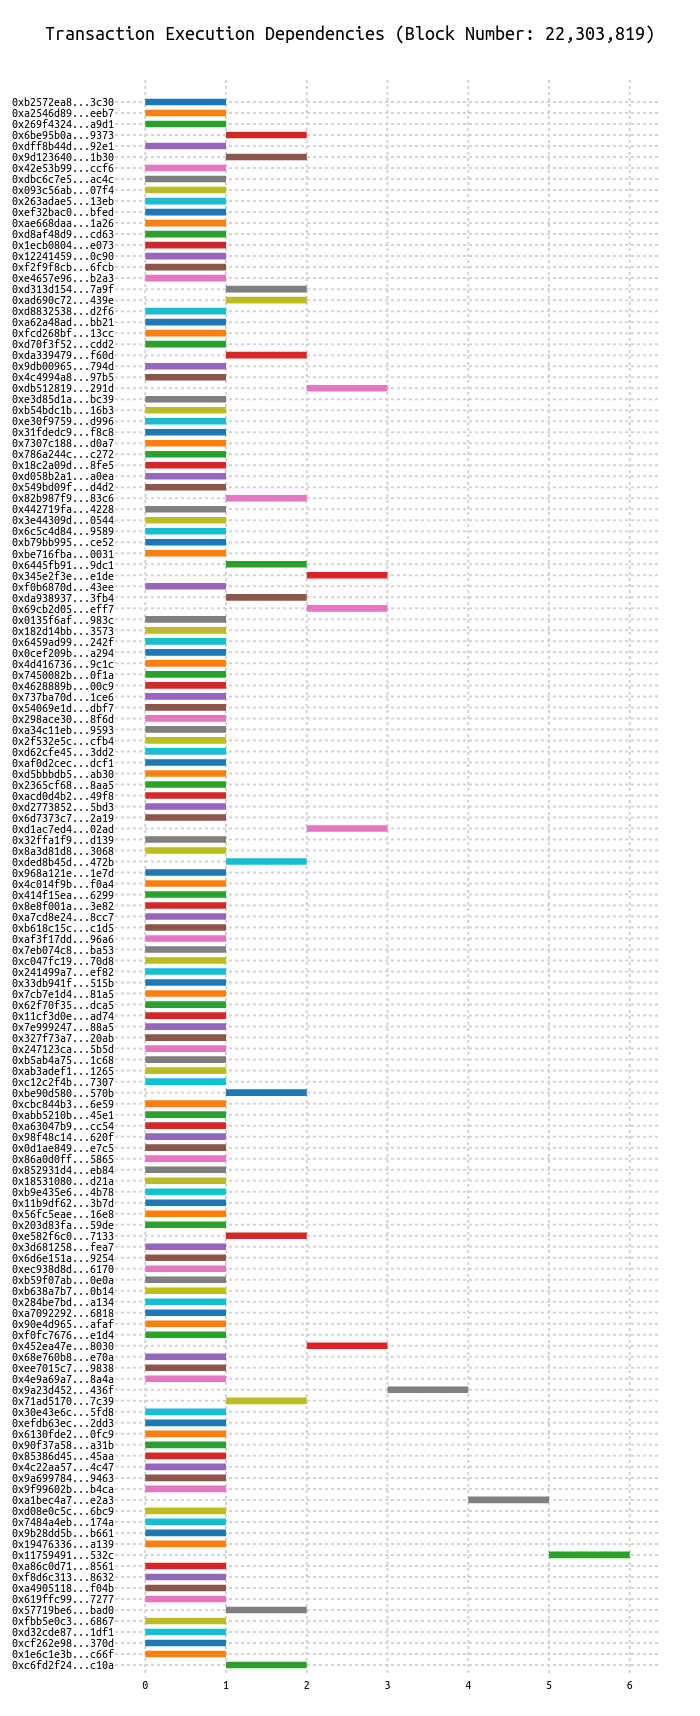 Transaction Execution Dependencies (Block Number: 22,303,819)
0xb2572ea8...3c30
0xa2546d89...eeb7
0x269f4324...a9d1
0x6be95b0a...9373
0xdff8b44d...92e1
0x9d123640...1b30
0x42e53b99...ccf6
0xdbc6c7e5...ac4c
0x093c56ab...07f4
0x263adae5...13eb
0xef32bac0...bfed
0xae668daa...1a26
0xd8af48d9...cd63
0x1ecb0804...e073
0x12241459...0c90
0xf2f9f8cb...6fcb
0xe4657e96...b2a3
0xd313d154...7a9f
0xad690c72...439e
0xd8832538...d2f6
0xa62a48ad...bb21
0xfcd268bf...13cc
0xd70f3f52...cdd2
0xda339479...f60d
0x9db00965...794d
0x4c4994a8...97b5
0xdb512819...291d
0xe3d85d1a...bc39
0xb54bdc1b...16b3
0xe30f9759...d996
0x31fdedc9...f8c8
0x7307c188...d0a7
0x786a244c...c272
0x18c2a09d...8fe5
0xd058b2a1...a0ea
0x549bd09f...d4d2
0x82b987f9...83c6
0x442719fa...4228
0x3e44309d...0544
0x6c5c4d84...9589
0xb79bb995...ce52
0xbe716fba...0031
0x6445fb91...9dc1
0x345e2f3e...e1de
0xf0b6870d...43ee
0xda938937...3fb4
0x69cb2d05...eff7
0x0135f6af...983c
0x182d14bb...3573
0x6459ad99...242f
0x0cef209b...a294
0x4d416736...9c1c
0x7450082b...0f1a
0x4628889b...00c9
0x737ba70d...1ce6
0x54069e1d...dbf7
0x298ace30...8f6d
0xa34c11eb...9593
0x2f532e5c...cfb4
0xd62cfe45...3dd2
0xaf0d2cec...dcf1
0xd5bbbdb5...ab30
0x2365cf68...8aa5
0xacd0d4b2...49f8
0xd2773852...5bd3
0x6d7373c7...2a19
0xd1ac7ed4...02ad
0x32ffa1f9...d139
0x8a3d81d8...3068
0xded8b45d...472b
0x968a121e...1e7d
0x4c014f9b...f0a4
0x414f15ea...6299
0x8e8f001a...3e82
0xa7cd8e24...8cc7
0xb618c15c...c1d5
0xaf3f17dd...96a6
0x7eb074c8...ba53
0xc047fc19...70d8
0x241499a7...ef82
0x33db941f...515b
0x7cb7e1d4...81a5
0x62f70f35...dca5
0x11cf3d0e...ad74
0x7e999247...88a5
0x327f73a7...20ab
0x247123ca...5b5d
0xb5ab4a75...1c68
0xab3adef1...1265
0xc12c2f4b...7307
0xbe90d580...570b
0xcbc844b3...6e59
0xabb5210b...45e1
0xa63047b9...cc54
0x98f48c14...620f
0x0d1ae849...e7c5
0x86a0d0ff...5865
0x852931d4...eb84
0x18531080...d21a
0xb9e435e6...4b78
0x11b9df62...3b7d
0x56fc5eae...16e8
0x203d83fa...59de
0xe582f6c0...7133
0x3d681258...fea7
0x6d6e151a...9254
0xec938d8d...6170
0xb59f07ab...0e0a
0xb638a7b7...0b14
0x284be7bd...a134
0xa7092292...6818
0x90e4d965...afaf
0xf0fc7676...e1d4
0x452ea47e...8030
0x68e760b8...e70a
0xee7015c7...9838
0x4e9a69a7...8a4a
0x9a23d452...436f
0x71ad5170...7c39
0x30e43e6c...5fd8
0xefdb63ec...2dd3
0x6130fde2...0fc9
0x90f37a58...a31b
0x85386d45...45aa
0x4c22aa57...4c47
0x9a699784...9463
0x9f99602b...b4ca
0xa1bec4a7...e2a3
0xd08e0c5c...6bc9
0x7484a4eb...174a
0x9b28dd5b...b661
0x19476336...a139
0x11759491...532c
0xa86c0d71...8561
0xf8d6c313...8632
0xa4905118...f04b
0x619ffc99...7277
0x57719be6...bad0
0xfbb5e0c3...6867
0xd32cde87...1df1
0xcf262e98...370d
0x1e6c1e3b...c66f
0xc6fd2f24...c10a
0 1 2 3 4 5 6